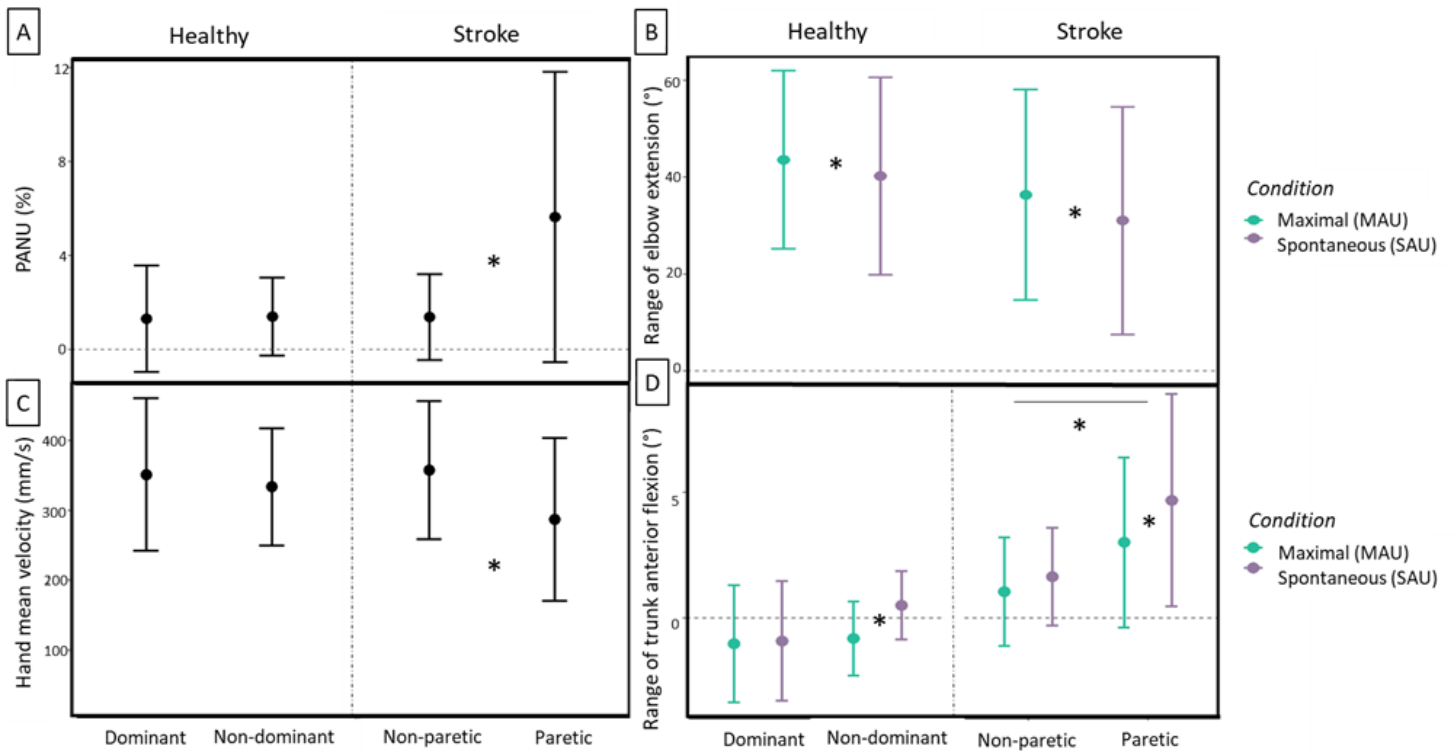 A
Healthy
Stroke
PANU (%)
12
8
4
0
*
B
Healthy
Stroke
Range of elbow extension (°)
60
40
20
0
*
*
Condition
Maximal (MAU)
Spontaneous (SAU)
C
Hand mean velocity (mm/s)
400
300
200
100
*
Dominant
Non-dominant
Non-paretic
Paretic
D
Range of trunk anterior flexion (°)
5
0
*
*
*
Dominant
Non-dominant
Non-paretic
Paretic
Condition
Maximal (MAU)
Spontaneous (SAU)